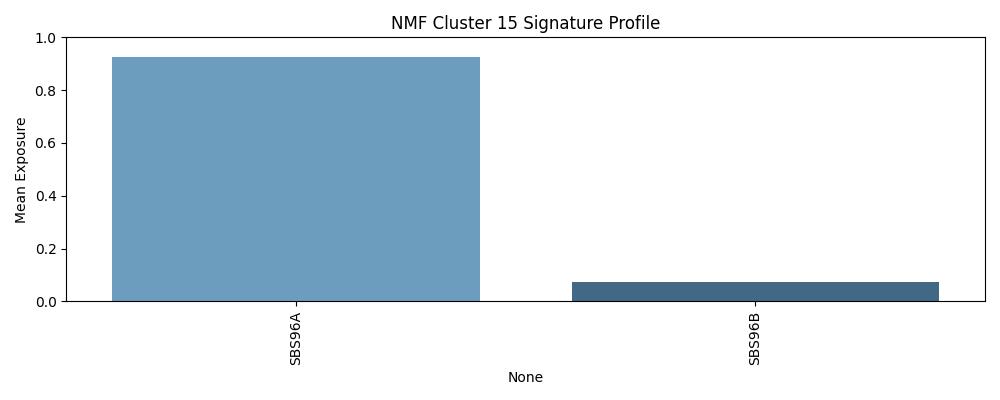 NMF Cluster 15 Signature Profile
1.0
0.8
0.6
0.4
0.2
0.0
Mean Exposure
SBS96A
SBS96B
None